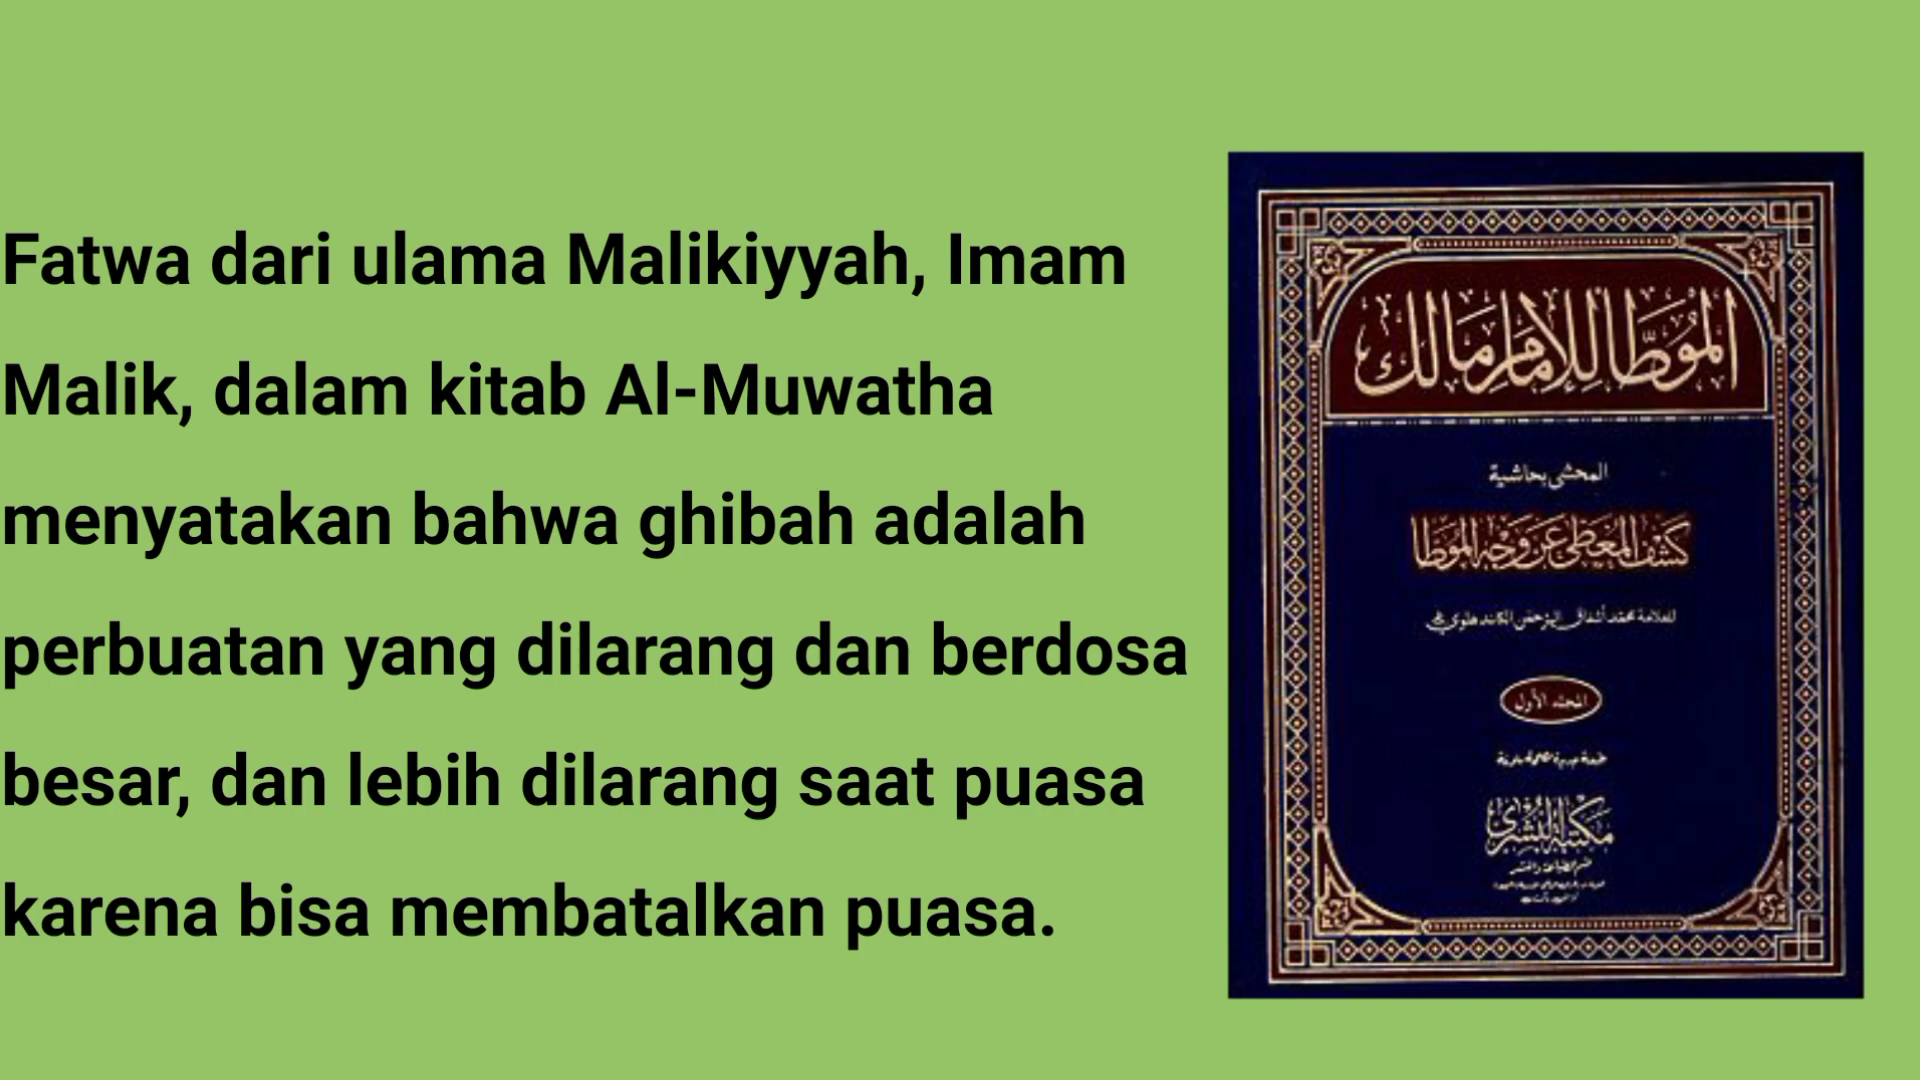 Fatwa dari ulama Malikiyyah, Imam
Malik, dalam kitab Al-Muwatha
menyatakan bahwa ghibah adalah
perbuatan yang dilarang dan berdosa
besar, dan lebih dilarang saat puasa
karena bisa membatalkan puasa.
الموطا للامام مالك
المحشى بحاشية
كشف المغطى عن وجه الموطا
المجلد الأول
مكتبة البشرى